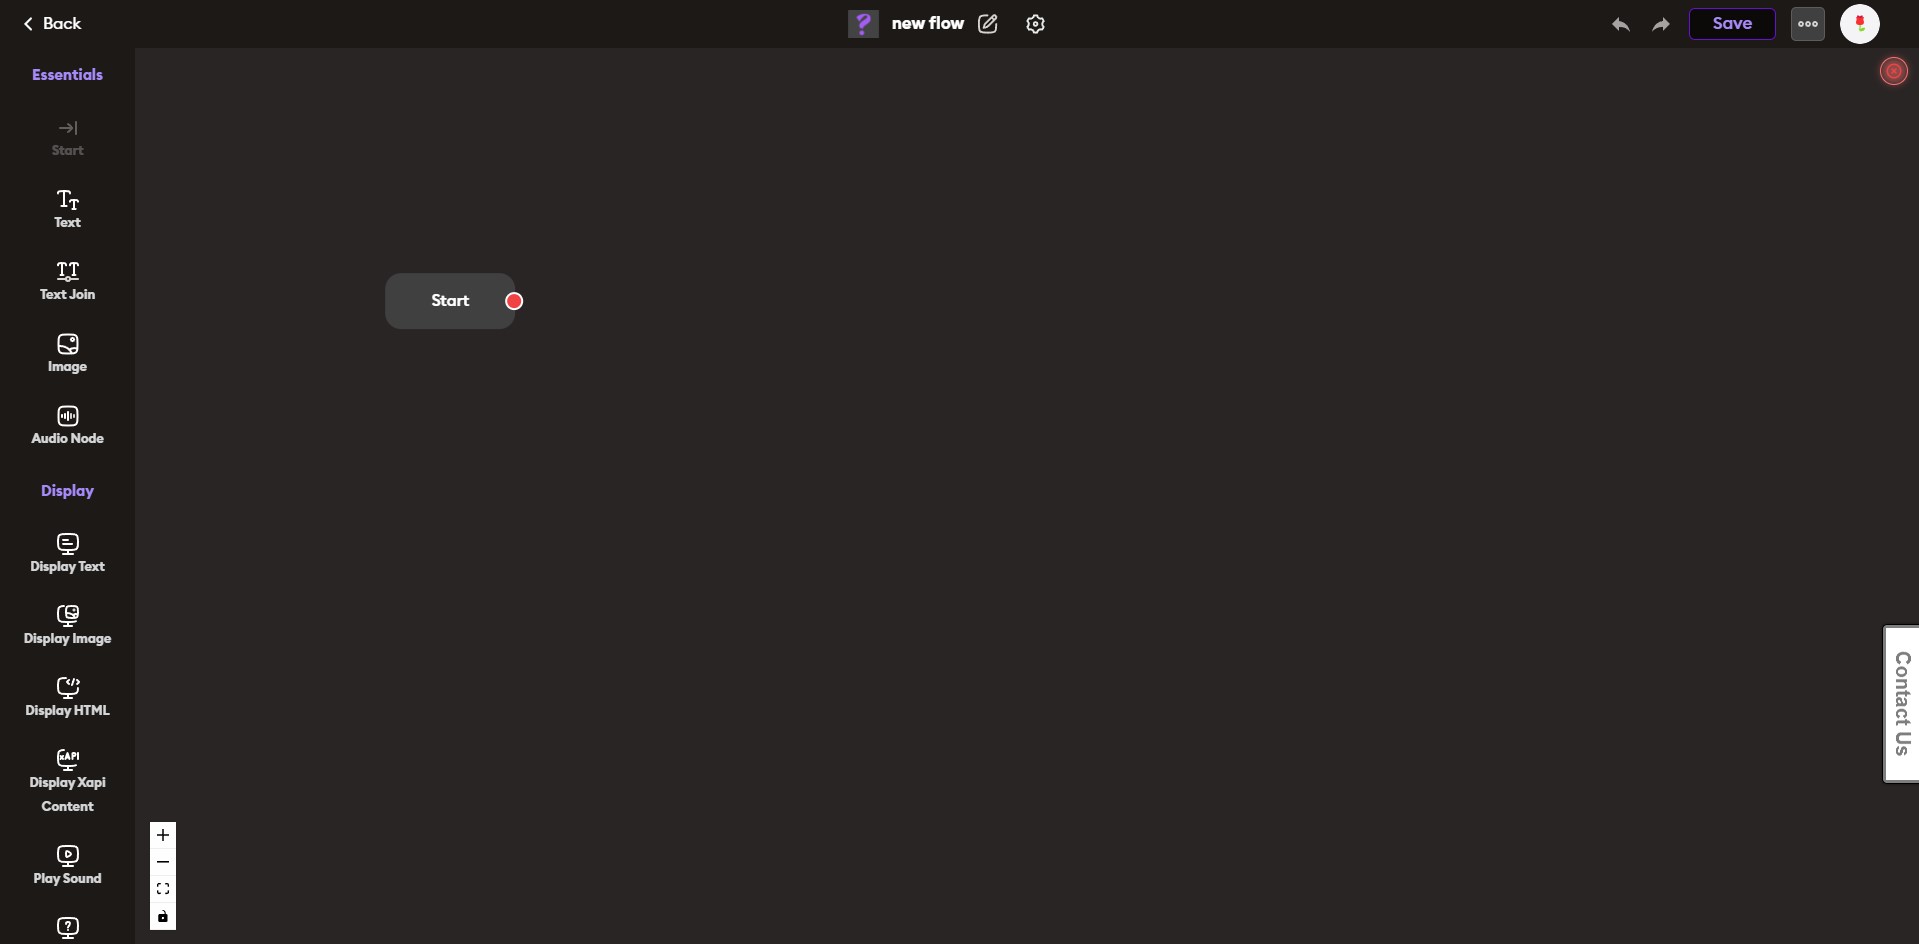 Back
new flow
Save
Essentials
Start
Text
Text Join
Image
Audio Node
Display
Display Text
Display Image
Display HTML
xAPI
Display Xapi
Content
Play Sound
Start
Contact Us